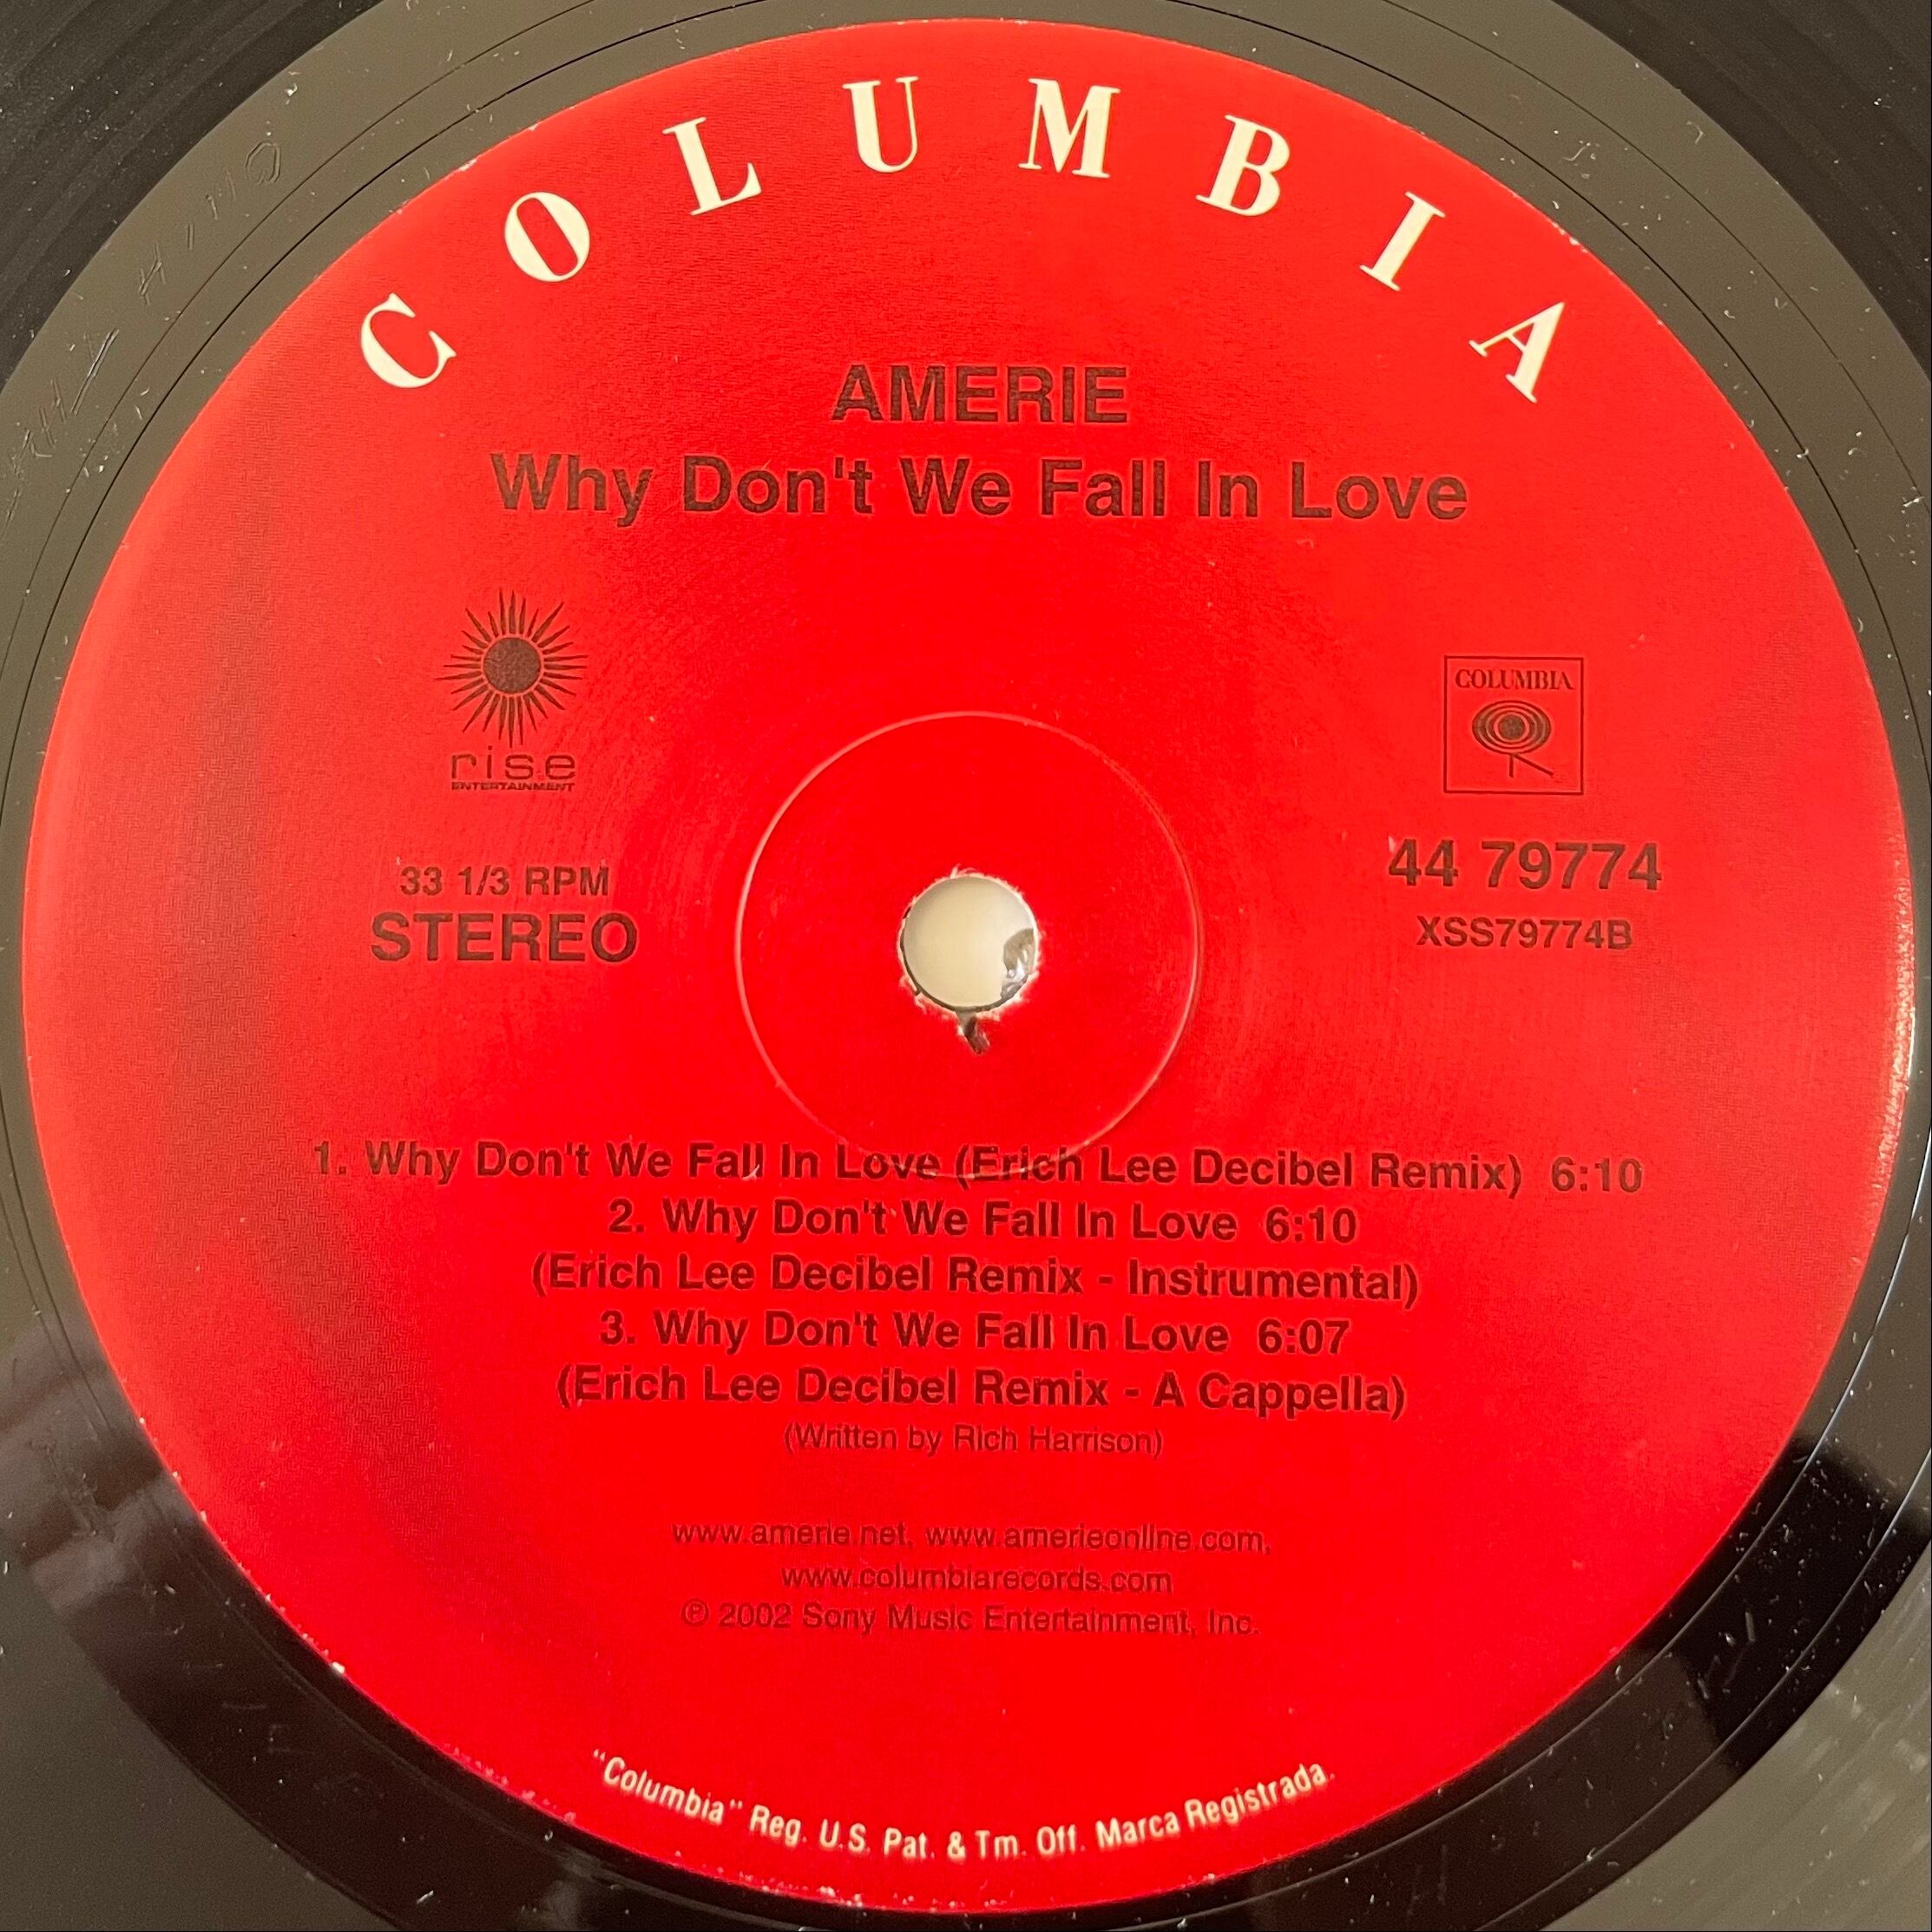 COLUMBIA
AMERIE
Why Don't We Fall In Love
rise
ENTERTAINMENT
COLUMBIA
33 1/3 RPM
STEREO
44 79774
XSS79774B
1. Why Don't We Fall In Love (Erich Lee Decibel Remix) 6:10
2. Why Don't We Fall In Love 6:10
(Erich Lee Decibel Remix - Instrumental)
3. Why Don't We Fall In Love 6:07
(Erich Lee Decibel Remix - A Cappella)
(Written by Rich Harrison)
www.amerie.net, www.amerieonline.com,
www.columbiarecords.com
℗ 2002 Sony Music Entertainment, Inc.
"Columbia" Reg. U.S. Pat. & Tm. Off. Marca Registrada.